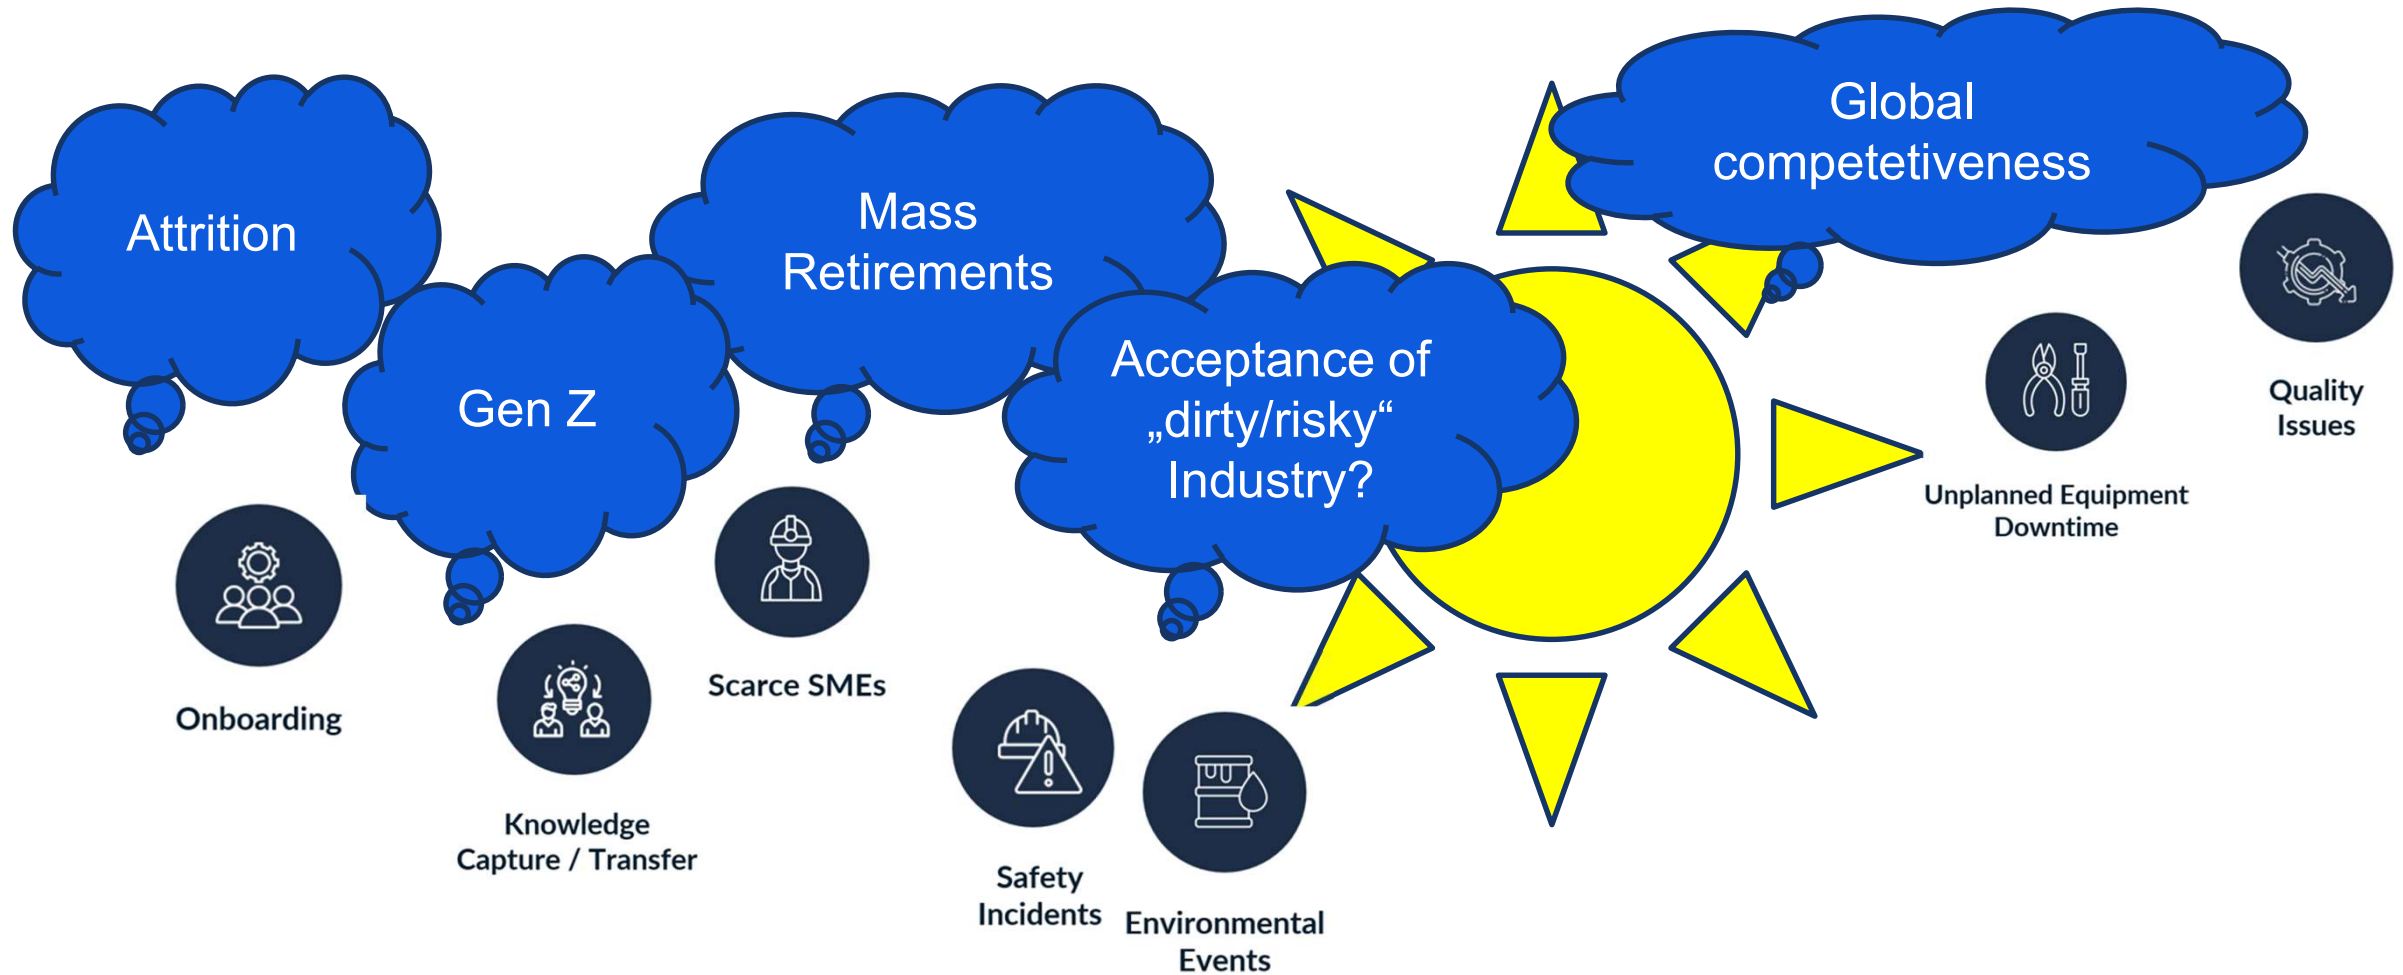 Attrition
Gen Z
Mass
Retirements
Acceptance of
„dirty/risky“
Industry?
Global
competetiveness
Onboarding
Knowledge
Capture / Transfer
Scarce SMEs
Safety
Incidents
Environmental
Events
Unplanned Equipment
Downtime
Quality
Issues